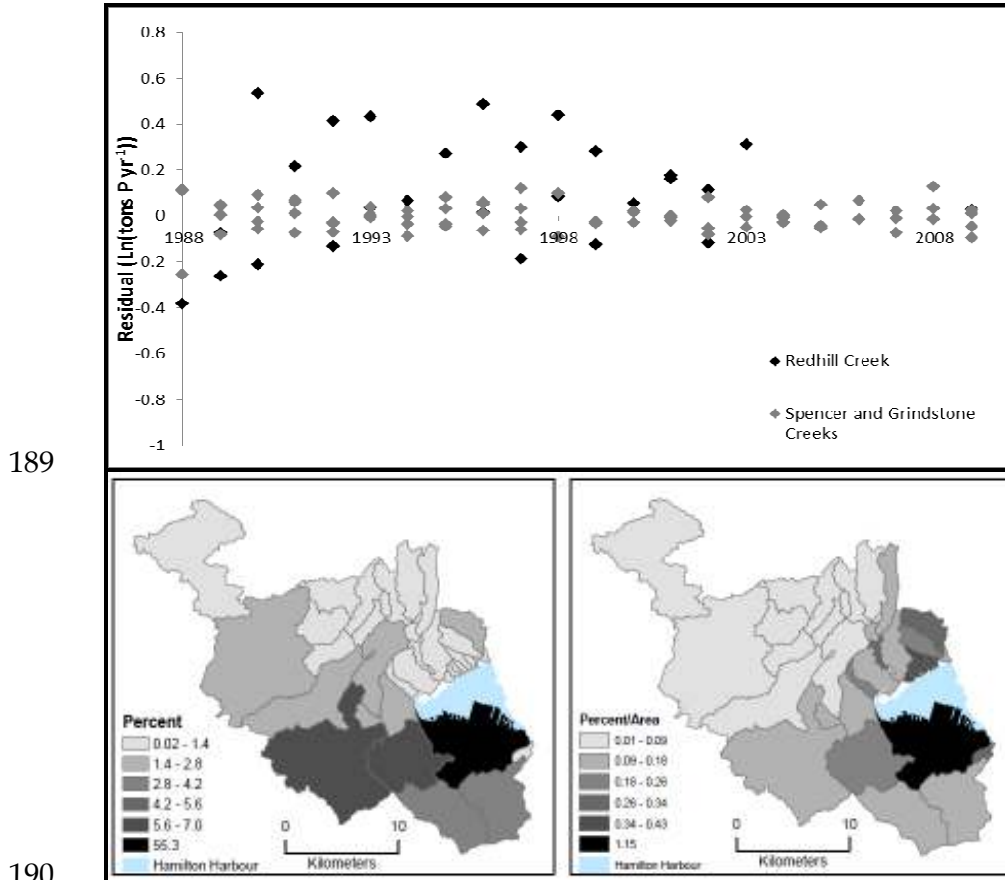 0.8
0.6
0.4
0.2
0
0.2
-0.4
-0.6
-0.8
-1
Residual (Ln(tons P yr-1))
1988
1993
1998
2003
2008
Redhill Creek
Spencer and Grindstone
Creeks
189
Percent
0.02 - 1.4
1.4 - 2.8
2.8 - 4.2
4.2 - 5.6
5.6 - 7.0
55.3
Hamilton Harbour
0 10
Kilometers
Percent/Area
0.01 - 0.09
0.09 - 0.18
0.18 - 0.26
0.26 - 0.34
0.34 - 0.43
1.15
Hamilton Harbour
0 10
Kilometers
190